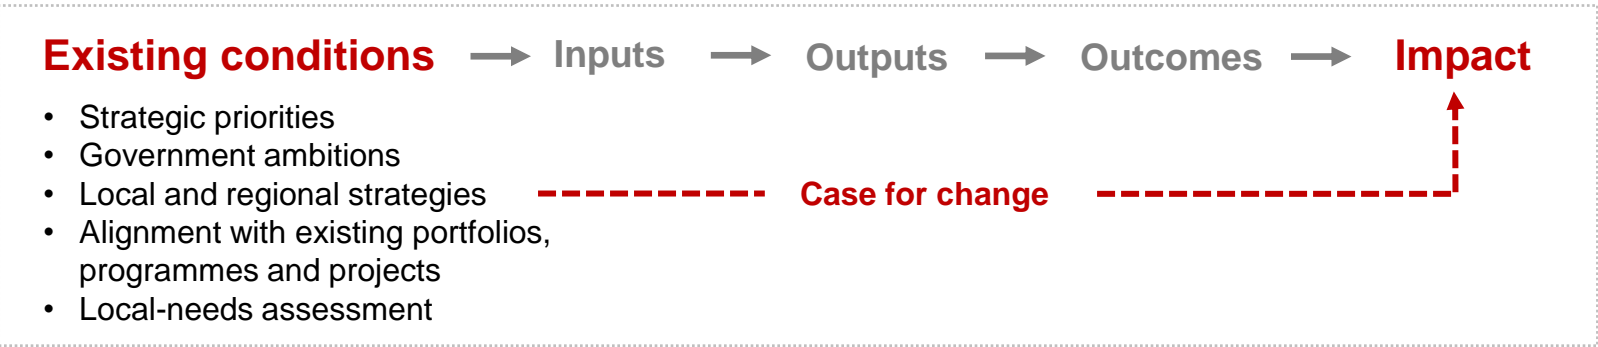 Existing conditions Inputs Outputs Outcomes Impact
• Strategic priorities
• Government ambitions
• Local and regional strategies Case for change
• Alignment with existing portfolios,
programmes and projects
• Local-needs assessment